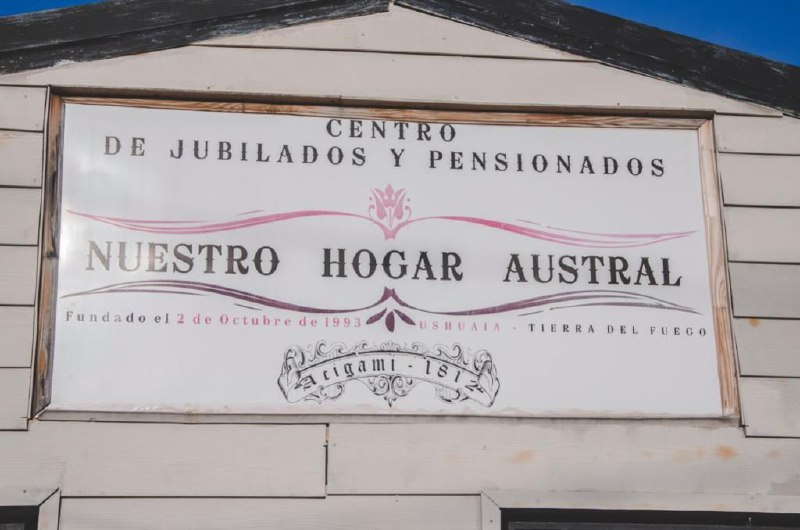 CENTRO
DE JUBILADOS Y PENSIONADOS
NUESTRO HOGAR AUSTRAL
Fundado el 2 de Octubre de 1993 USHUAIA - TIERRA DEL FUEGO
Acigami - 1812